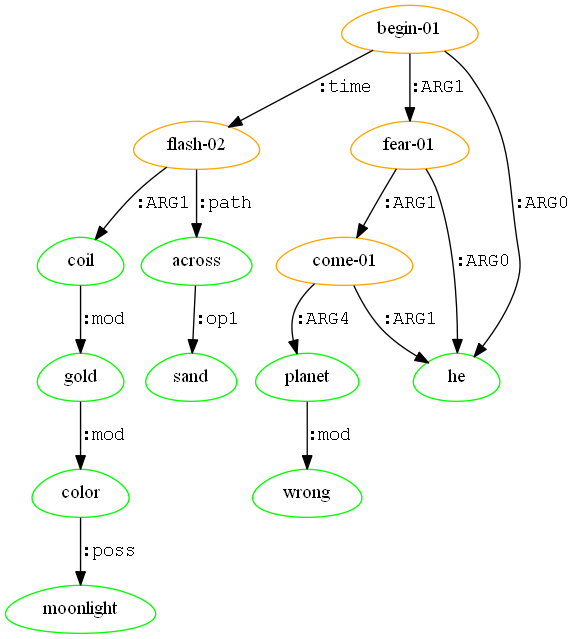 begin-01
:time :ARG1
flash-02 fear-01
:ARG1 :path :ARG1 :ARG0
coil across come-01 :ARG0
:mod :op1 :ARG4 :ARG1
gold sand planet he
:mod :mod
color wrong
:poss
moonlight